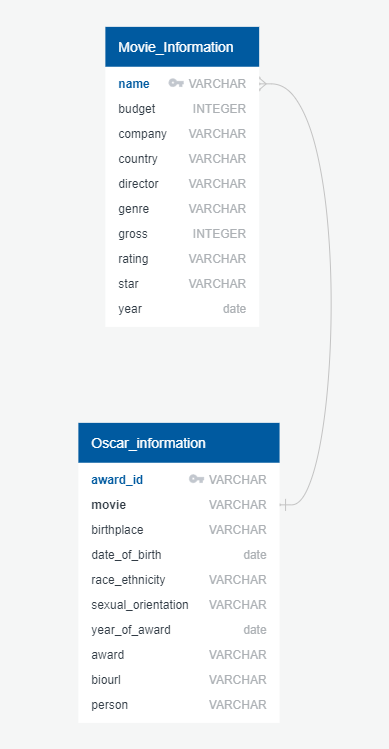 Movie_Information
name VARCHAR
budget INTEGER
company VARCHAR
country VARCHAR
director VARCHAR
genre VARCHAR
gross INTEGER
rating VARCHAR
star VARCHAR
year date
Oscar_information
award_id VARCHAR
movie VARCHAR
birthplace VARCHAR
date_of_birth date
race_ethnicity VARCHAR
sexual_orientation VARCHAR
year_of_award date
award VARCHAR
biourl VARCHAR
person VARCHAR